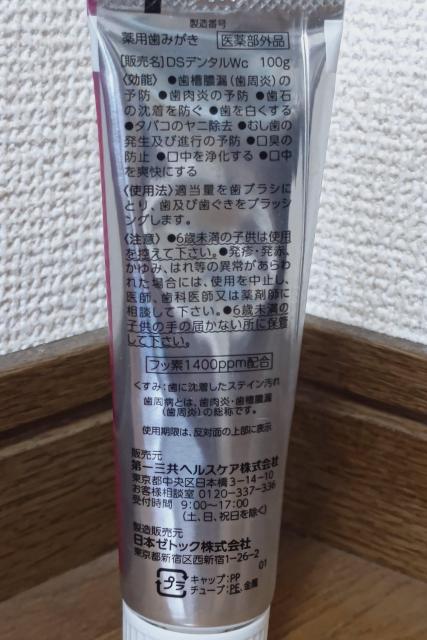 製造番号
薬用歯みがき 医薬部外品
[販売名]DSデンタルWc 100g
〈効能〉●歯槽膿漏(歯周炎)の
予防 ●歯肉炎の予防 ●歯石
の沈着を防ぐ ●歯を白くする
●タバコのヤニ除去 ●むし歯
の発生及び進行の予防 ●口臭
の防止 ●口中を浄化する ●口中
を爽快にする
〈使用法〉適当量を歯ブラシに
とり、歯及び歯ぐきをブラッシ
ングします。
〈注意〉●6歳未満の子供は使用
を控えて下さい。●発疹・発赤、
かゆみ、はれ等の異常があらわ
れた場合には、使用を中止し、
医師、歯科医師又は薬剤師に
相談して下さい。●6歳未満の
子供の手の届かない所に保管
して下さい。
フッ素1400ppm配合
くすみ:歯に沈着したステイン汚れ
歯周病とは、歯肉炎・歯槽膿漏
(歯周炎)の総称です。
使用期限は、反対面の上部に表示
販売元
第一三共ヘルスケア株式会社
東京都中央区日本橋3-14-10
お客様相談室 0120-337-336
受付時間 9:00~17:00
(土、日、祝日を除く)
製造販売元
日本ゼトック株式会社
東京都新宿区西新宿1-26-2
01
プラ キャップ:PP
チューブ:PE、金属